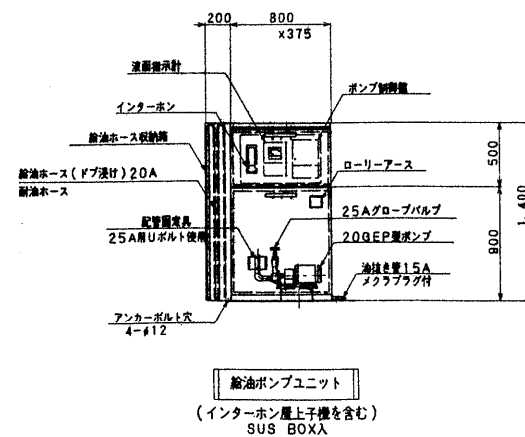 200
800
x375
液面指示計
ポンプ制御盤
インターホン
給油ホース収納箱
給油ホース(ドブ漬け)20A
耐油ホース
ローリーアース
500
900
1,400
配管固定具
25A用Uボルト使用
25Aグローブバルブ
20GEP型ポンプ
油抜き管15A
メクラプラグ付
アンカーボルト穴
4-φ12
給油ポンプユニット
(インターホン屋上子機を含む)
SUS BOX入